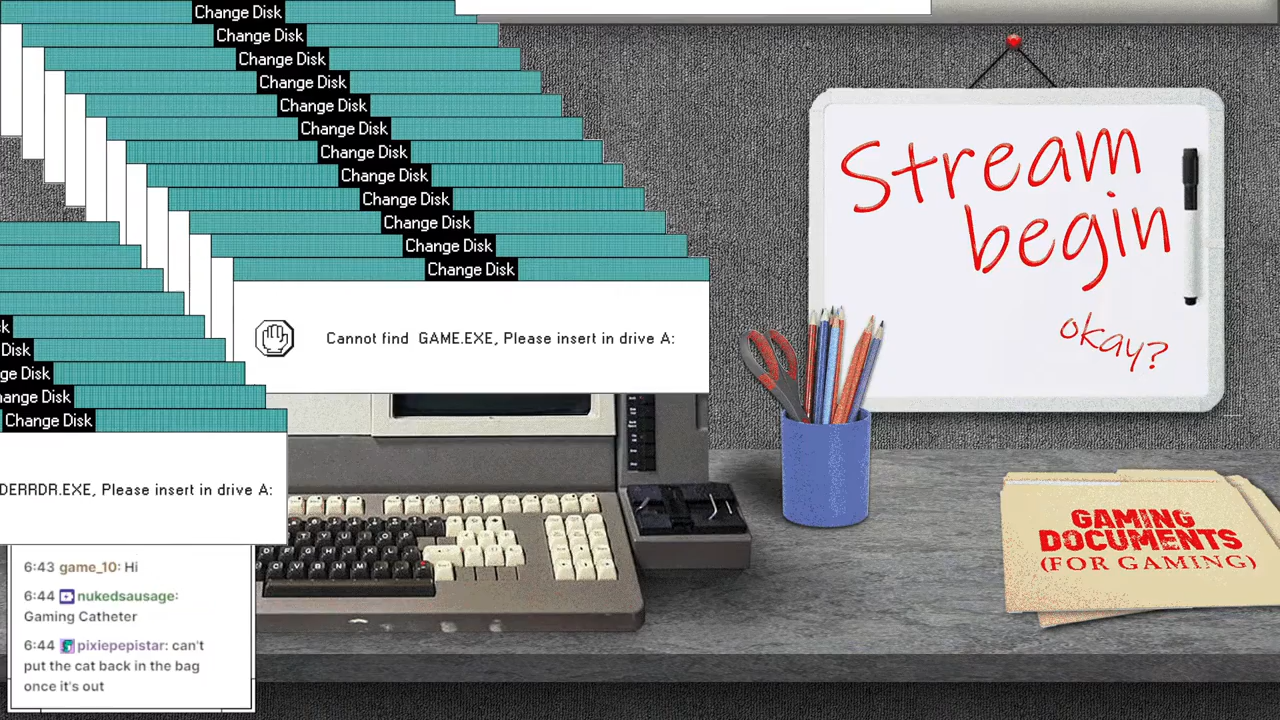 Change Disk
Change Disk
Change Disk
Change Disk
Change Disk
Change Disk
Change Disk
Change Disk
Change Disk
Change Disk
Change Disk
Change Disk
Cannot find GAME.EXE, Please insert in drive A:
Disk
Disk
Change Disk
DERRDR.EXE, Please insert in drive A:
6:43 game_10: Hi
6:44 nukedsausage:
Gaming Catheter
6:44 pixiepepistar: can't
put the cat back in the bag
once it's out
Stream
begin
okay?
GAMING
DOCUMENTS
(FOR GAMING)